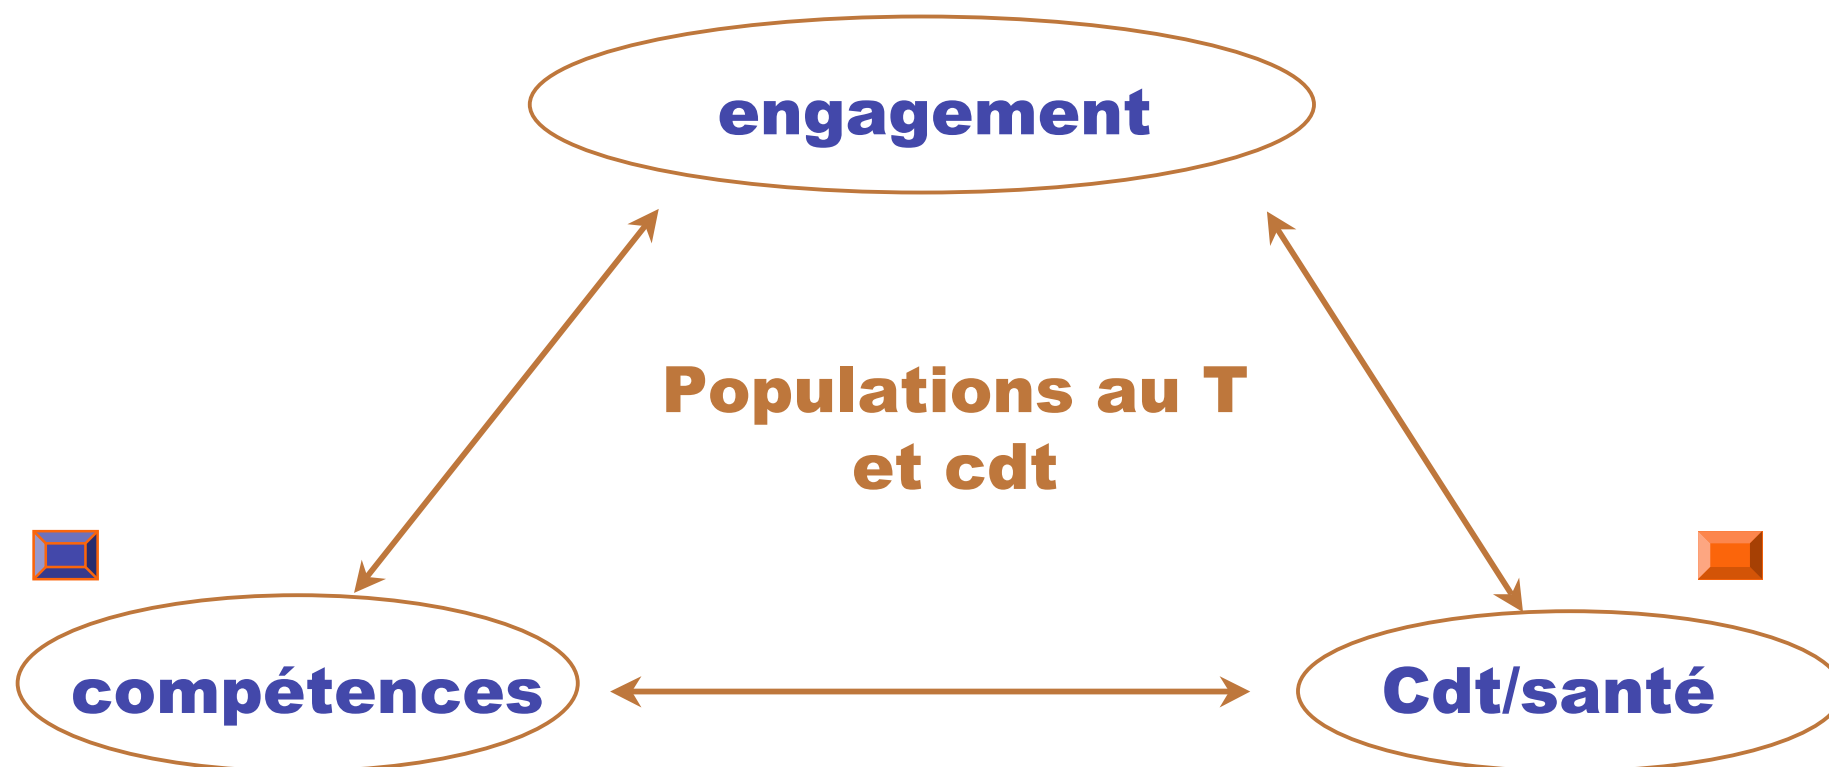 engagement
Populations au T
et cdt
compétences
Cdt/santé